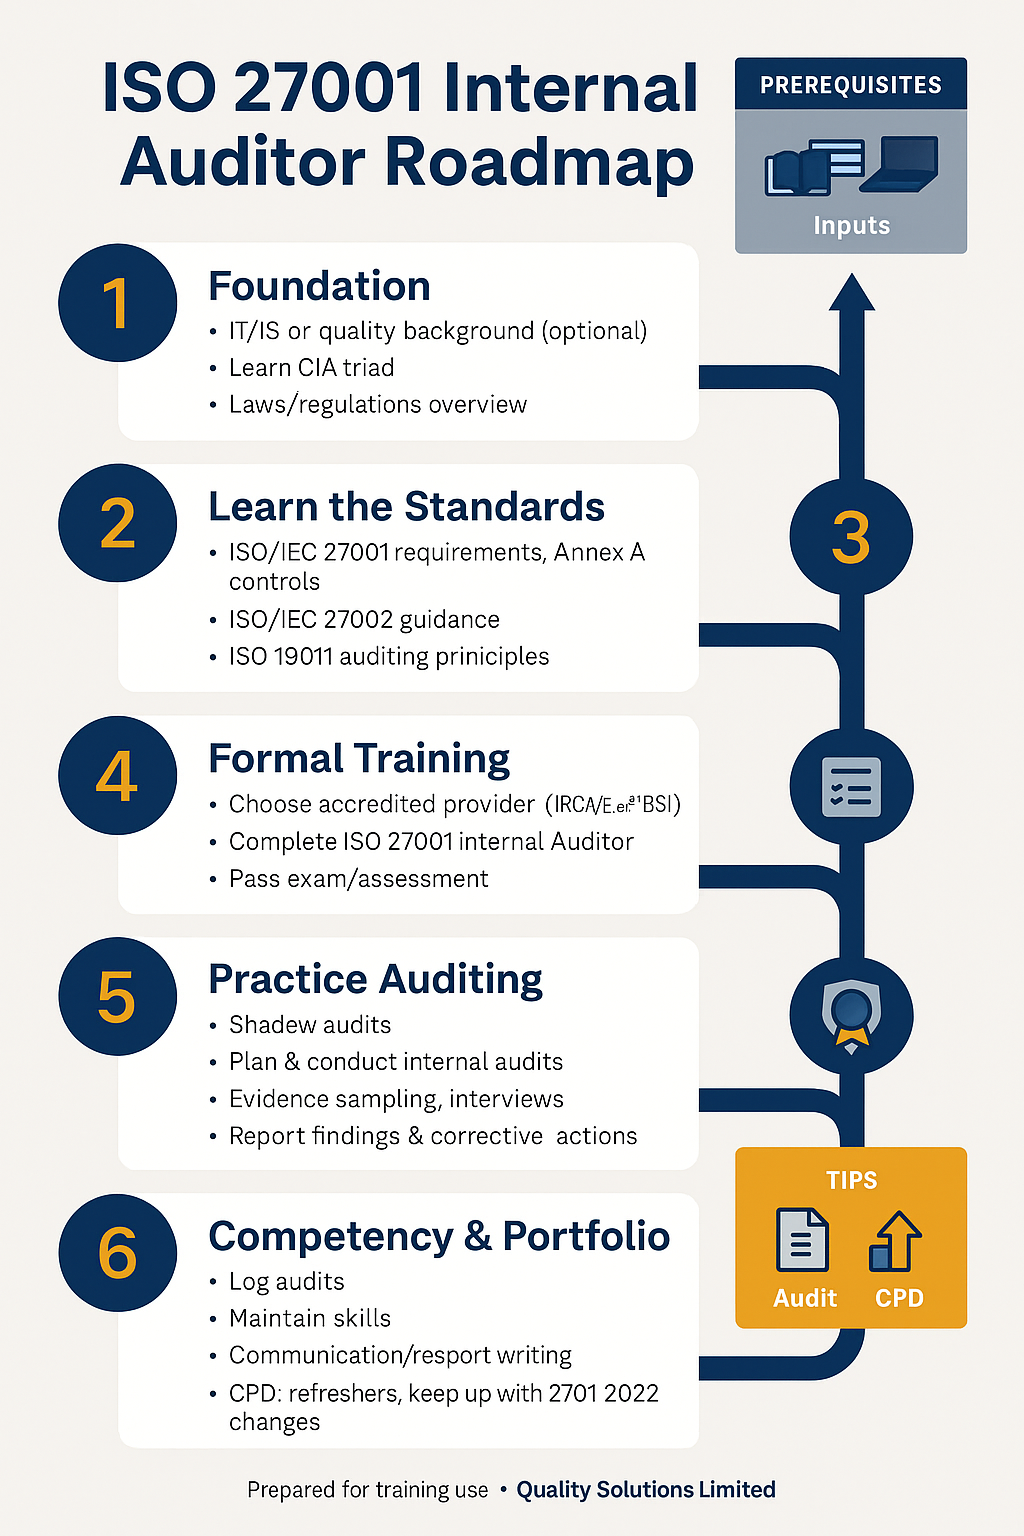 ISO 27001 Internal
Auditor Roadmap
PREREQUISITES
Inputs
1
Foundation
• IT/IS or quality background (optional)
• Learn CIA triad
• Laws/regulations overview
2
Learn the Standards
• ISO/IEC 27001 requirements, Annex A
controls
• ISO/IEC 27002 guidance
• ISO 19011 auditing priniciples
3
4
Formal Training
• Choose accredited provider (IRCA/ BSI)
• Complete ISO 27001 internal Auditor
• Pass exam/assessment
5
Practice Auditing
• Shadew audits
• Plan & conduct internal audits
• Evidence sampling, interviews
• Report findings & corrective actions
TIPS
Audit CPD
6
Competency & Portfolio
• Log audits
• Maintain skills
• Communication/resport writing
• CPD: refreshers, keep up with 2701 2022
changes
Prepared for training use • Quality Solutions Limited